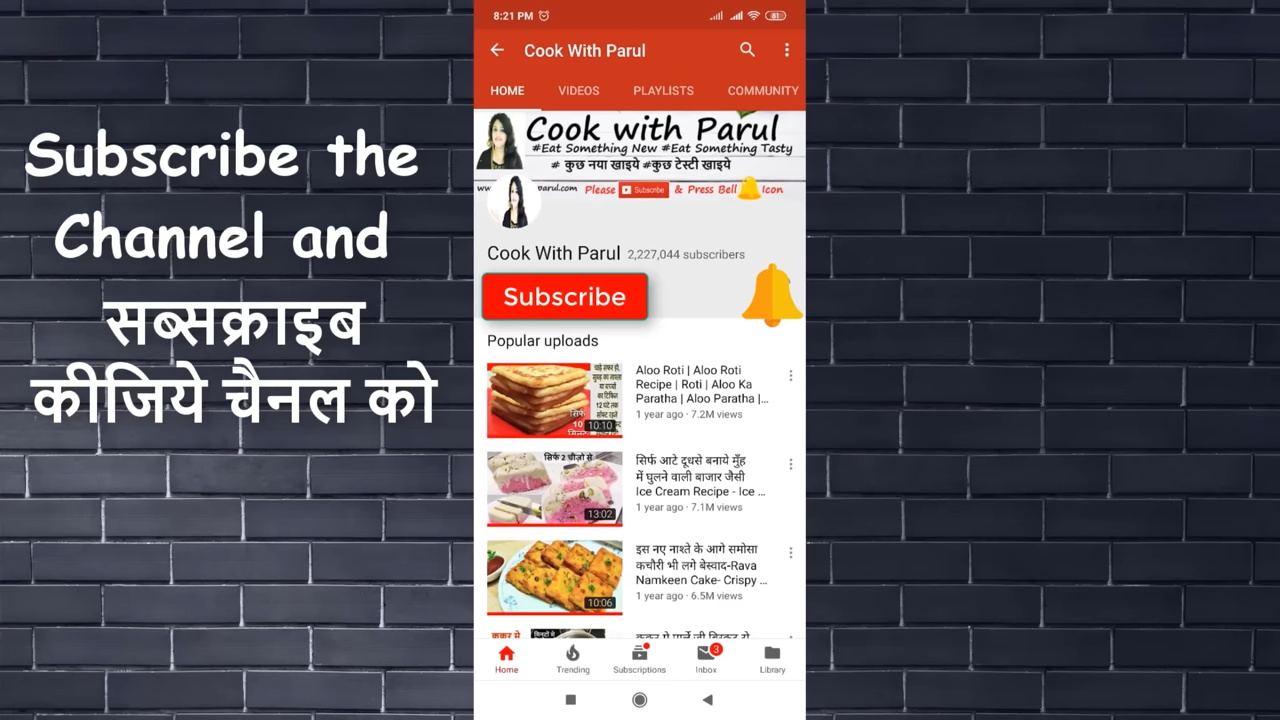 Subscribe the
Channel and
सब्सक्राइब
कीजिये चैनल को
8:21 PM
81
Cook With Parul
HOME VIDEOS PLAYLISTS COMMUNITY
Cook with Parul
#Eat Something New #Eat Something Tasty
# कुछ नया खाइये #कुछ टेस्टी खाइये
Please Subscribe & Press Bell Icon
Cook With Parul 2,227,044 subscribers
Subscribe
Popular uploads
Aloo Roti | Aloo Roti
Recipe | Roti | Aloo Ka
Paratha | Aloo Paratha |...
1 year ago · 7.2M views
10:10
सिर्फ 2 चीज़ो से
सिर्फ आटे दूधसे बनाये मुँह
में घुलने वाली बाजार जैसी
Ice Cream Recipe - Ice ...
1 year ago · 7.1M views
13:02
इस नए नाश्ते के आगे समोसा
कचौरी भी लगे बेस्वाद-Rava
Namkeen Cake- Crispy ...
1 year ago · 6.5M views
10:06
Home Trending Subscriptions Inbox Library
3